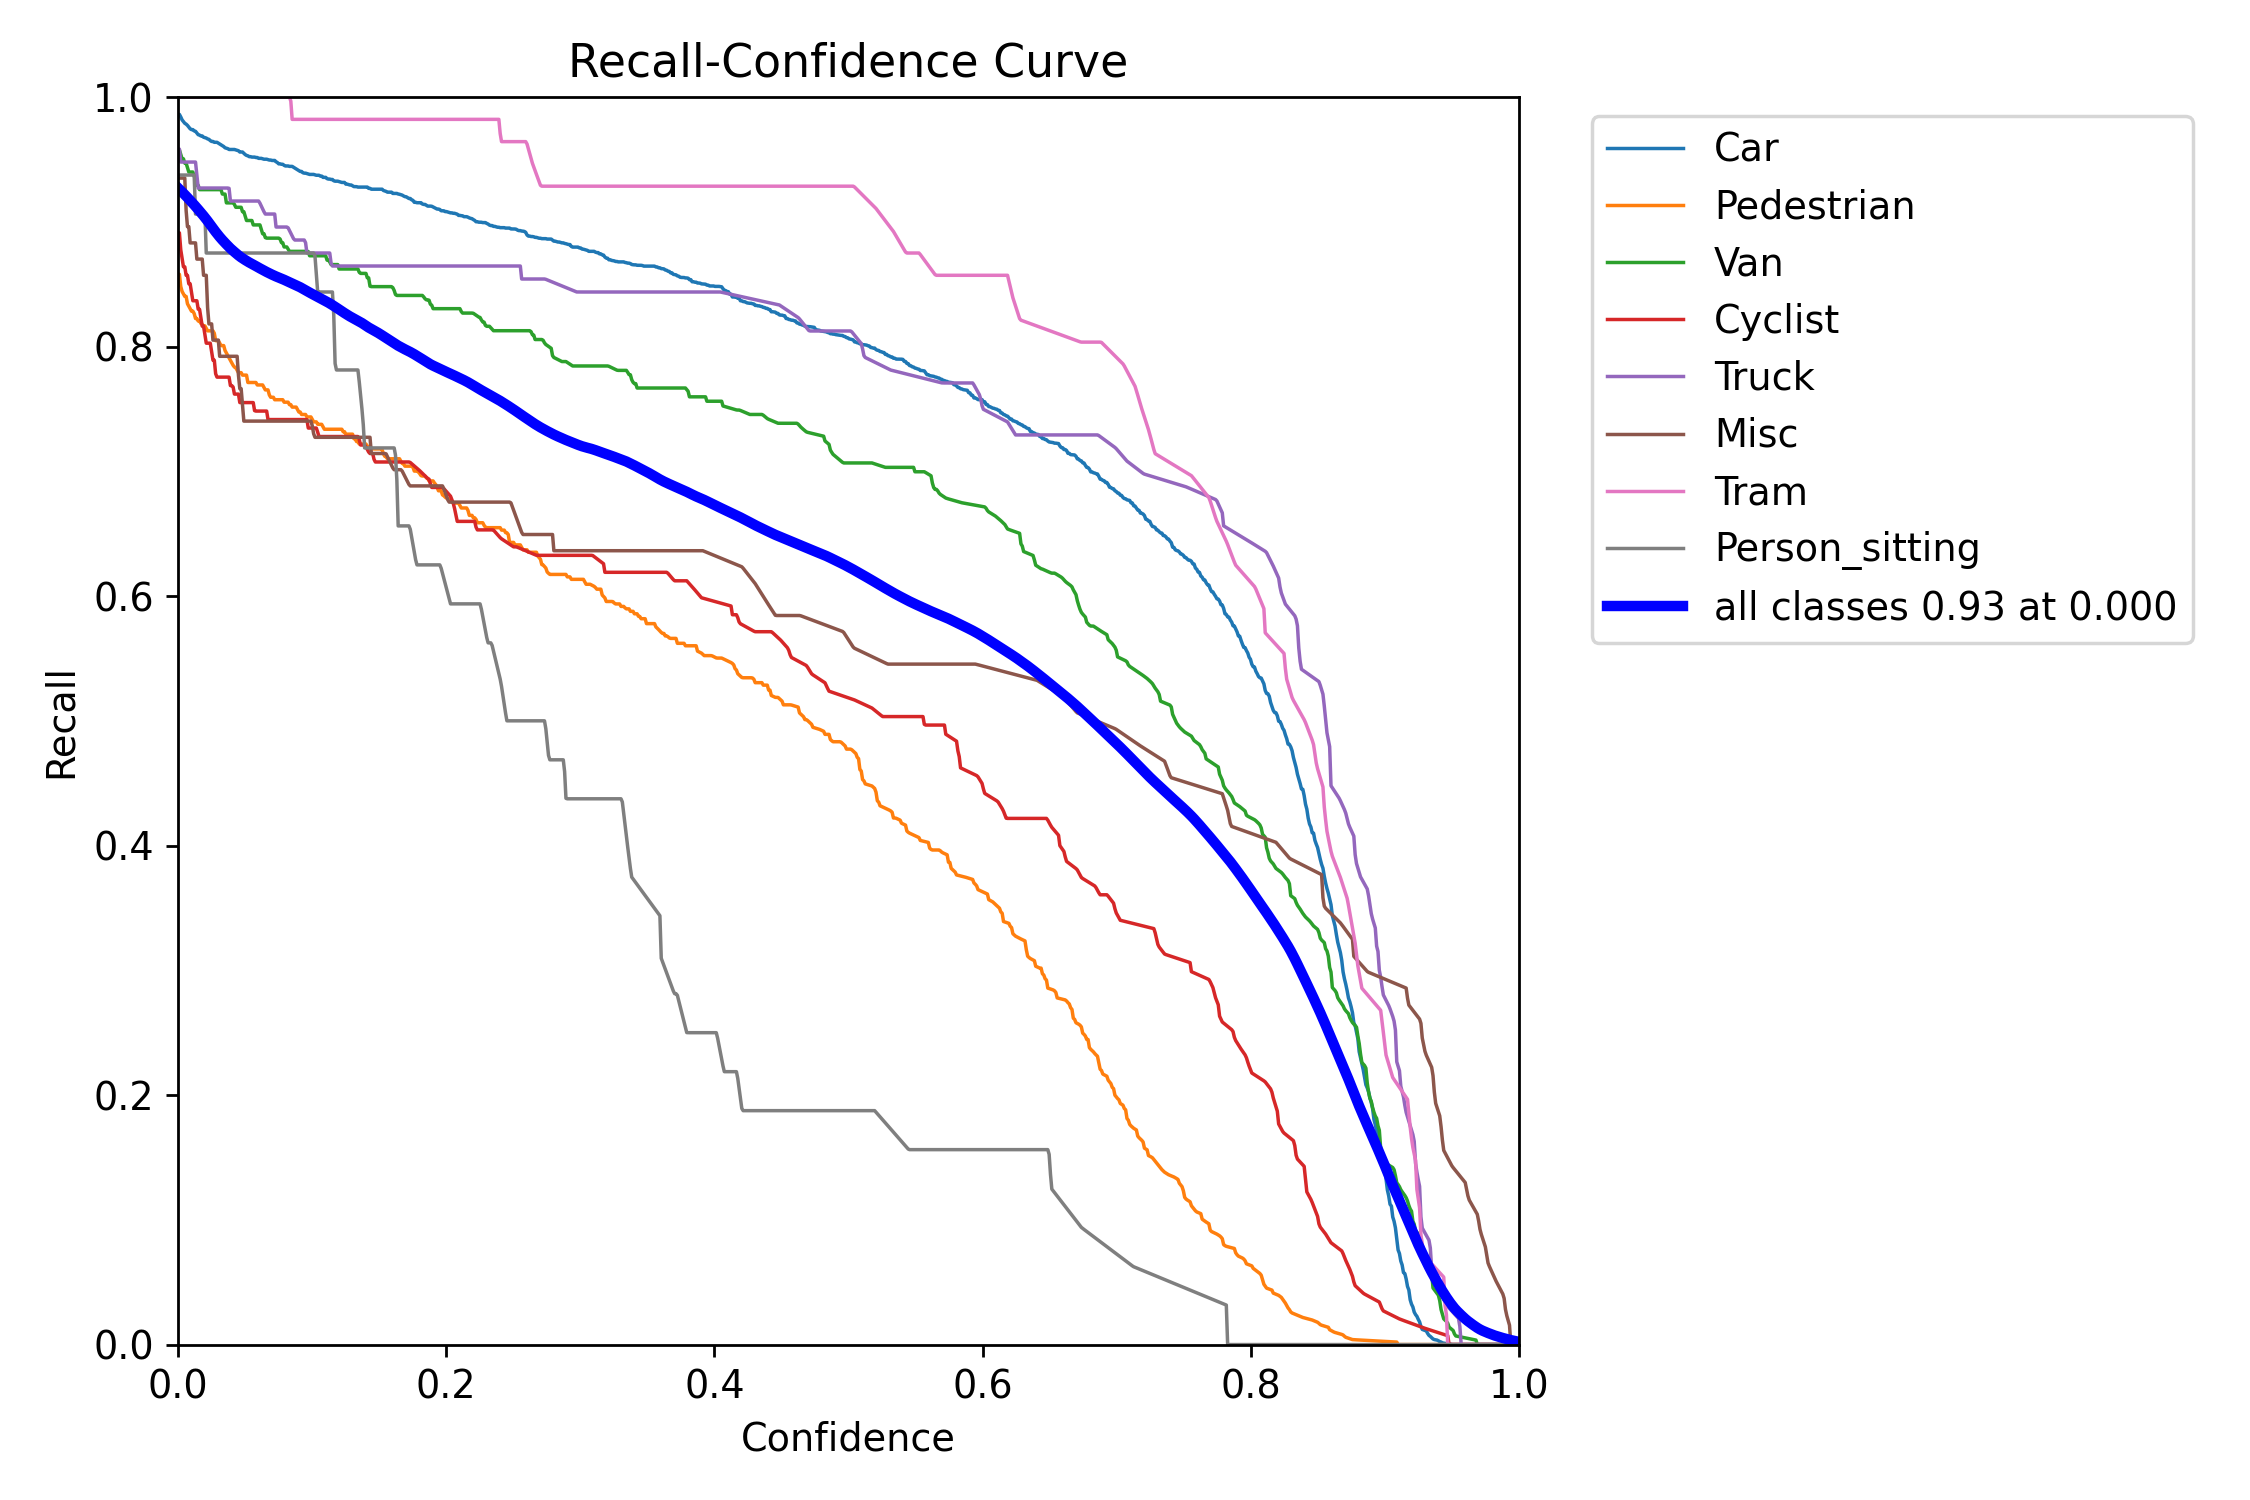 Recall-Confidence Curve
1.0
0.8
0.6
0.4
0.2
0.0
Recall
0.0 0.2 0.4 0.6 0.8 1.0
Confidence
Car
Pedestrian
Van
Cyclist
Truck
Misc
Tram
Person_sitting
all classes 0.93 at 0.000